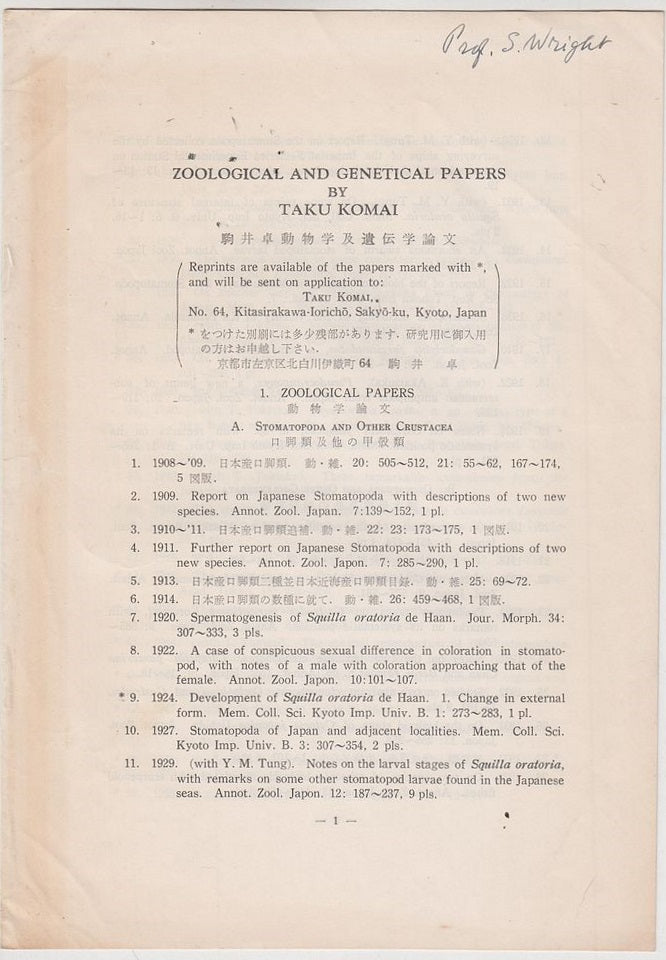 Prof. S. Wright
ZOOLOGICAL AND GENETICAL PAPERS
BY
TAKU KOMAI
駒井卓動物学及遺伝学論文
Reprints are available of the papers marked with *,
and will be sent on application to:
TAKU KOMAI,
No. 64, Kitasirakawa-Iorichō, Sakyō-ku, Kyoto, Japan
* をつけた別刷には多少残部があります. 研究用に御入用
の方はお申越し下さい.
京都市左京区北白川伊織町 64 駒井 卓
1. ZOOLOGICAL PAPERS
動物学論文
A. STOMATOPODA AND OTHER CRUSTACEA
口脚類及他の甲殻類
1. 1908~'09. 日本産口脚類. 動・雑. 20: 505~512, 21: 55~62, 167~174,
5 図版.
2. 1909. Report on Japanese Stomatopoda with descriptions of two new
species. Annot. Zool. Japan. 7:139~152, 1 pl.
3. 1910~'11. 日本産口脚類追補. 動・雑. 22: 23: 173~175, 1 図版.
4. 1911. Further report on Japanese Stomatopoda with descriptions of two
new species. Annot. Zool. Japon. 7: 285~290, 1 pl.
5. 1913. 日本産口脚類二種並日本近海産口脚類目録. 動・雑. 25: 69~72.
6. 1914. 日本産口脚類の数種に就て. 動・雑. 26: 459~468, 1 図版.
7. 1920. Spermatogenesis of Squilla oratoria de Haan. Jour. Morph. 34:
307~333, 3 pls.
8. 1922. A case of conspicuous sexual difference in coloration in stomato-
pod, with notes of a male with coloration approaching that of the
female. Annot. Zool. Japon. 10:101~107.
* 9. 1924. Development of Squilla oratoria de Haan. 1. Change in external
form. Mem. Coll. Sci. Kyoto Imp. Univ. B. 1: 273~283, 1 pl.
10. 1927. Stomatopoda of Japan and adjacent localities. Mem. Coll. Sci.
Kyoto Imp. Univ. B. 3: 307~354, 2 pls.
11. 1929. (with Y. M. Tung). Notes on the larval stages of Squilla oratoria,
with remarks on some other stomatopod larvae found in the Japanese
seas. Annot. Zool. Japon. 12: 187~237, 9 pls.
— 1 —